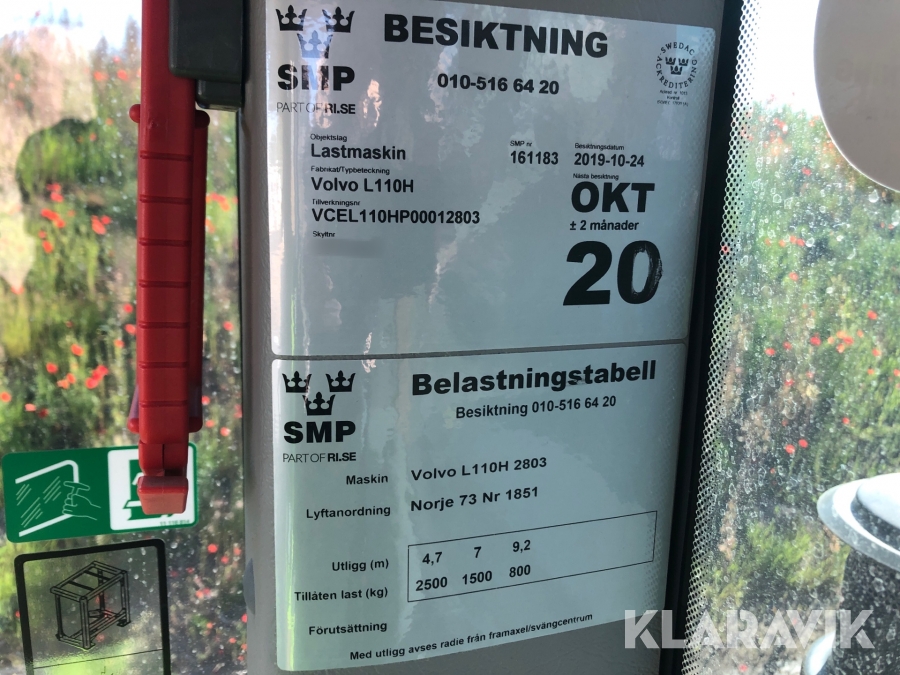 BESIKTNING
SMP
PART OF RI.SE
010-516 64 20
SWEDAC ACKREDITERING
Objektslag
Lastmaskin
SMP nr
161183
Besiktningsdatum
2019-10-24
Fabrikat/Typbeteckning
Volvo L110H
Nästa besiktning
OKT
± 2 månader
20
Tillverkningsnr
VCEL110HP00012803
Skyltnr
Belastningstabell
Besiktning 010-516 64 20
SMP
PART OF RI.SE
Maskin Volvo L110H 2803
Lyftanordning Norje 73 Nr 1851
Utligg (m) 4,7 7 9,2
Tillåten last (kg) 2500 1500 800
Förutsättning
Med utligg avses radie från framaxel/svängcentrum
KLARAVIK